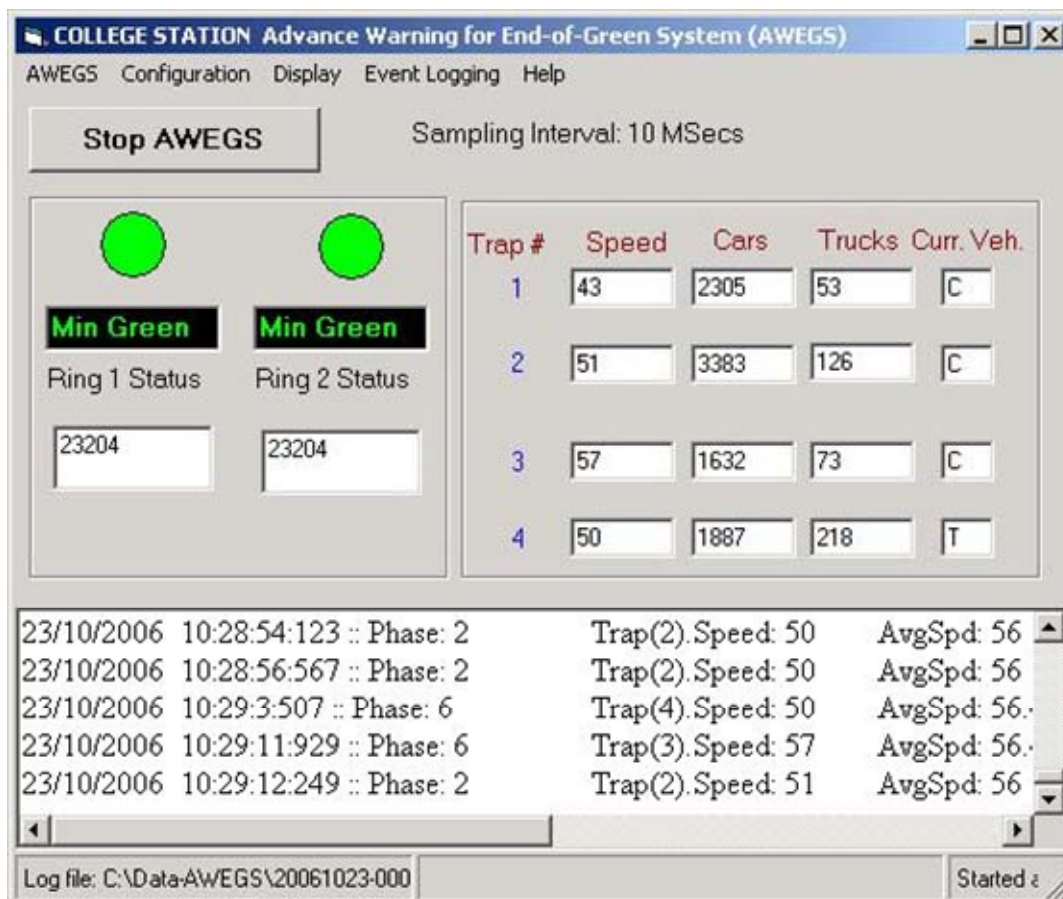 COLLEGE STATION Advance Warning for End-of-Green System (AWEGS)
AWEGS Configuration Display Event Logging Help
Stop AWEGS
Sampling Interval: 10 MSecs
Min Green Min Green
Ring 1 Status Ring 2 Status
23204 23204
Trap # Speed Cars Trucks Curr. Veh.
1 43 2305 53 C
2 51 3383 126 C
3 57 1632 73 C
4 50 1887 218 T
23/10/2006 10:28:54:123 :: Phase: 2 Trap(2).Speed: 50 AvgSpd: 56
23/10/2006 10:28:56:567 :: Phase: 2 Trap(2).Speed: 50 AvgSpd: 56
23/10/2006 10:29:3:507 :: Phase: 6 Trap(4).Speed: 50 AvgSpd: 56.
23/10/2006 10:29:11:929 :: Phase: 6 Trap(3).Speed: 57 AvgSpd: 56.
23/10/2006 10:29:12:249 :: Phase: 2 Trap(2).Speed: 51 AvgSpd: 56
Log file: C:\Data-AWEGS\20061023-000 Started